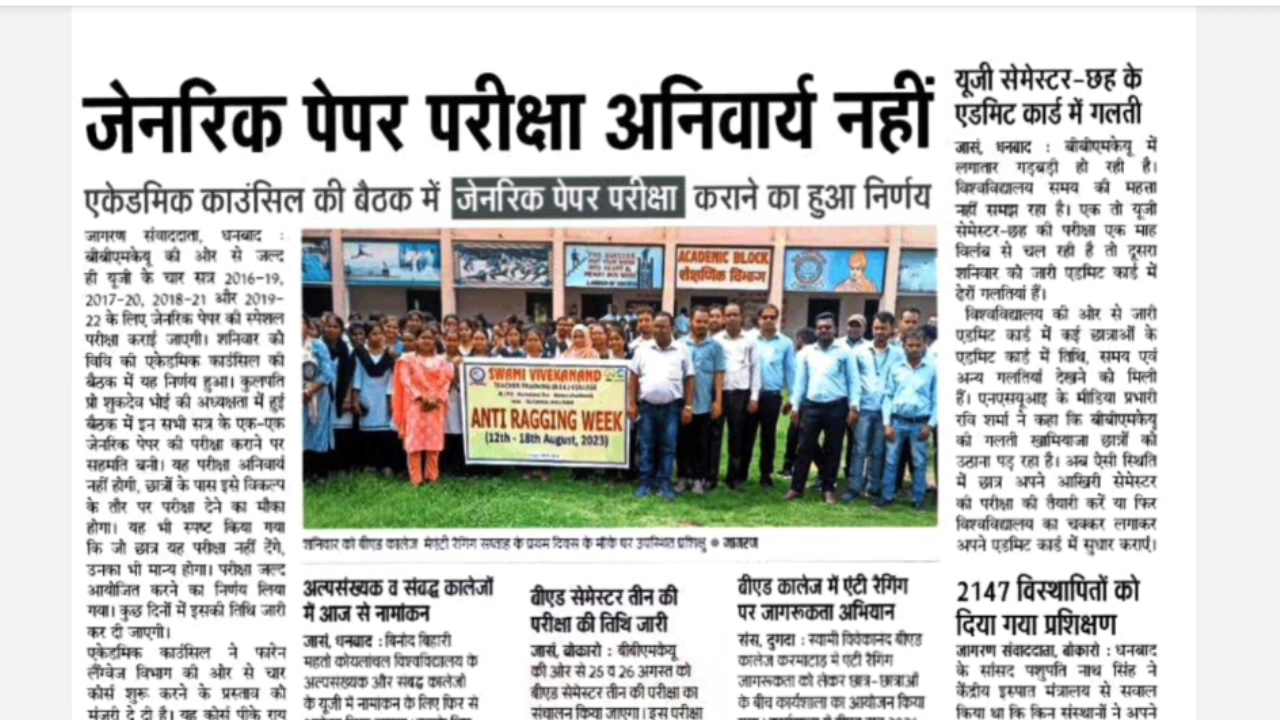 जेनरिक पेपर परीक्षा अनिवार्य नहीं
एकेडमिक काउंसिल की बैठक में जेनरिक पेपर परीक्षा कराने का हुआ निर्णय
जागरण संवाददाता, धनबाद :
बीबीएमकेयू की ओर से जल्द
ही यूजी के चार सत्र 2016-19,
2017-20, 2018-21 और 2019-
22 के लिए जेनरिक पेपर की स्पेशल
परीक्षा कराई जाएगी। शनिवार को
विवि की एकेडमिक काउंसिल की
बैठक में यह निर्णय हुआ। कुलपति
प्रो शुकदेव भोई की अध्यक्षता में हुई
बैठक में इन सभी सत्र के एक-एक
जेनरिक पेपर की परीक्षा कराने पर
सहमति बनी। यह परीक्षा अनिवार्य
नहीं होगी, छात्रों के पास इसे विकल्प
के तौर पर परीक्षा देने का मौका
होगा। यह भी स्पष्ट किया गया
कि जो छात्र यह परीक्षा नहीं देंगे,
उनका भी मान्य होगा। परीक्षा जल्द
आयोजित करने का निर्णय लिया
गया। कुछ दिनों में इसकी तिथि जारी
कर दी जाएगी।
एकेडमिक काउंसिल ने फारेन
लैंग्वेज विभाग की ओर से चार
कोर्स शुरू करने के प्रस्ताव को
मंजूरी दे दी है। यह कोर्स पीके राय
ACADEMIC BLOCK
शैक्षणिक विभाग
SWAMI VIVEKANAND
TEACHER TRAINING (B.Ed.) COLLEGE
ANTI RAGGING WEEK
(12th - 18th August, 2023)
शनिवार को बीएड कालेज में एंटी रैगिंग सप्ताह के प्रथम दिवस के मौके पर उपस्थित प्रशिक्षु ● जागरण
अल्पसंख्यक व संबद्ध कालेजों
में आज से नामांकन
जासं, धनबाद : बिनोद बिहारी
महतो कोयलांचल विश्वविद्यालय के
अल्पसंख्यक और संबद्ध कालेजों
के यूजी में नामांकन के लिए फिर से
बीएड सेमेस्टर तीन की
परीक्षा की तिथि जारी
जासं, बोकारो : बीबीएमकेयू
की ओर से 25 व 26 अगस्त को
बीएड सेमेस्टर तीन की परीक्षा का
संचालन किया जाएगा। इस परीक्षा
बीएड कालेज में एंटी रैगिंग
पर जागरूकता अभियान
संस, दुगदा : स्वामी विवेकानंद बीएड
कालेज करमाटांड़ में एंटी रैगिंग
जागरूकता को लेकर छात्र-छात्राओं
के बीच कार्यशाला का आयोजन किया
यूजी सेमेस्टर-छह के
एडमिट कार्ड में गलती
जासं, धनबाद : बीबीएमकेयू में
लगातार गड़बड़ी हो रही है।
विश्वविद्यालय समय की महत्ता
नहीं समझ रहा है। एक तो यूजी
सेमेस्टर-छह की परीक्षा एक माह
विलंब से चल रही है तो दूसरा
शनिवार को जारी एडमिट कार्ड में
ढेरों गलतियां हैं।
विश्वविद्यालय की ओर से जारी
एडमिट कार्ड में कई छात्राओं के
एडमिट कार्ड में तिथि, समय एवं
अन्य गलतियां देखने को मिली
हैं। एनएसयूआइ के मीडिया प्रभारी
रवि शर्मा ने कहा कि बीबीएमकेयू
की गलती खामियाजा छात्रों को
उठाना पड़ रहा है। अब ऐसी स्थिति
में छात्र अपने आखिरी सेमेस्टर
की परीक्षा की तैयारी करें या फिर
विश्वविद्यालय का चक्कर लगाकर
अपने एडमिट कार्ड में सुधार कराएं।
2147 विस्थापितों को
दिया गया प्रशिक्षण
जागरण संवाददाता, बोकारो : धनबाद
के सांसद पशुपति नाथ सिंह ने
केंद्रीय इस्पात मंत्रालय से सवाल
किया था कि किन संस्थानों ने अपने